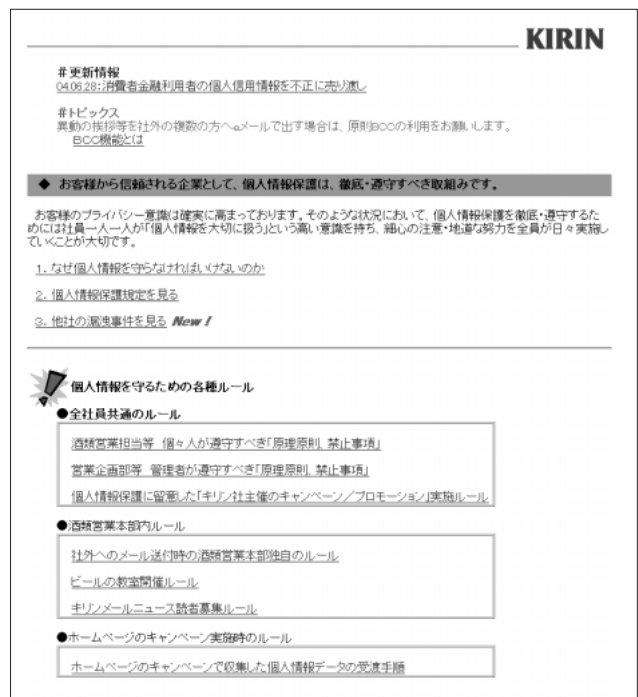 KIRIN
#更新情報
04.06.28:消費者金融利用者の個人信用情報を不正に売り渡し
#トピックス
異動の挨拶等を社外の複数の方へeメールで出す場合は、原則BCCの利用をお願いします。
BCC機能とは
◆ お客様から信頼される企業として、個人情報保護は、徹底・遵守すべき取組みです。
お客様のプライバシー意識は確実に高まっております。そのような状況において、個人情報保護を徹底・遵守するた
めには社員一人一人が「個人情報を大切に扱う」という高い意識を持ち、細心の注意・地道な努力を全員が日々実施し
ていくことが大切です。
1. なぜ個人情報を守らなければいけないのか
2. 個人情報保護規定を見る
3. 他社の漏洩事件を見る New!
個人情報を守るための各種ルール
●全社員共通のルール
酒類営業担当等 個々人が遵守すべき「原理原則、禁止事項」
営業企画部等 管理者が遵守すべき「原理原則、禁止事項」
個人情報保護に留意した「キリン社主催のキャンペーン/プロモーション」実施ルール
●酒類営業本部内ルール
社外へのメール送付時の酒類営業本部独自のルール
ビールの教室開催ルール
キリンメールニュース読者募集ルール
●ホームページのキャンペーン実施時のルール
ホームページのキャンペーンで収集した個人情報データの受渡手順